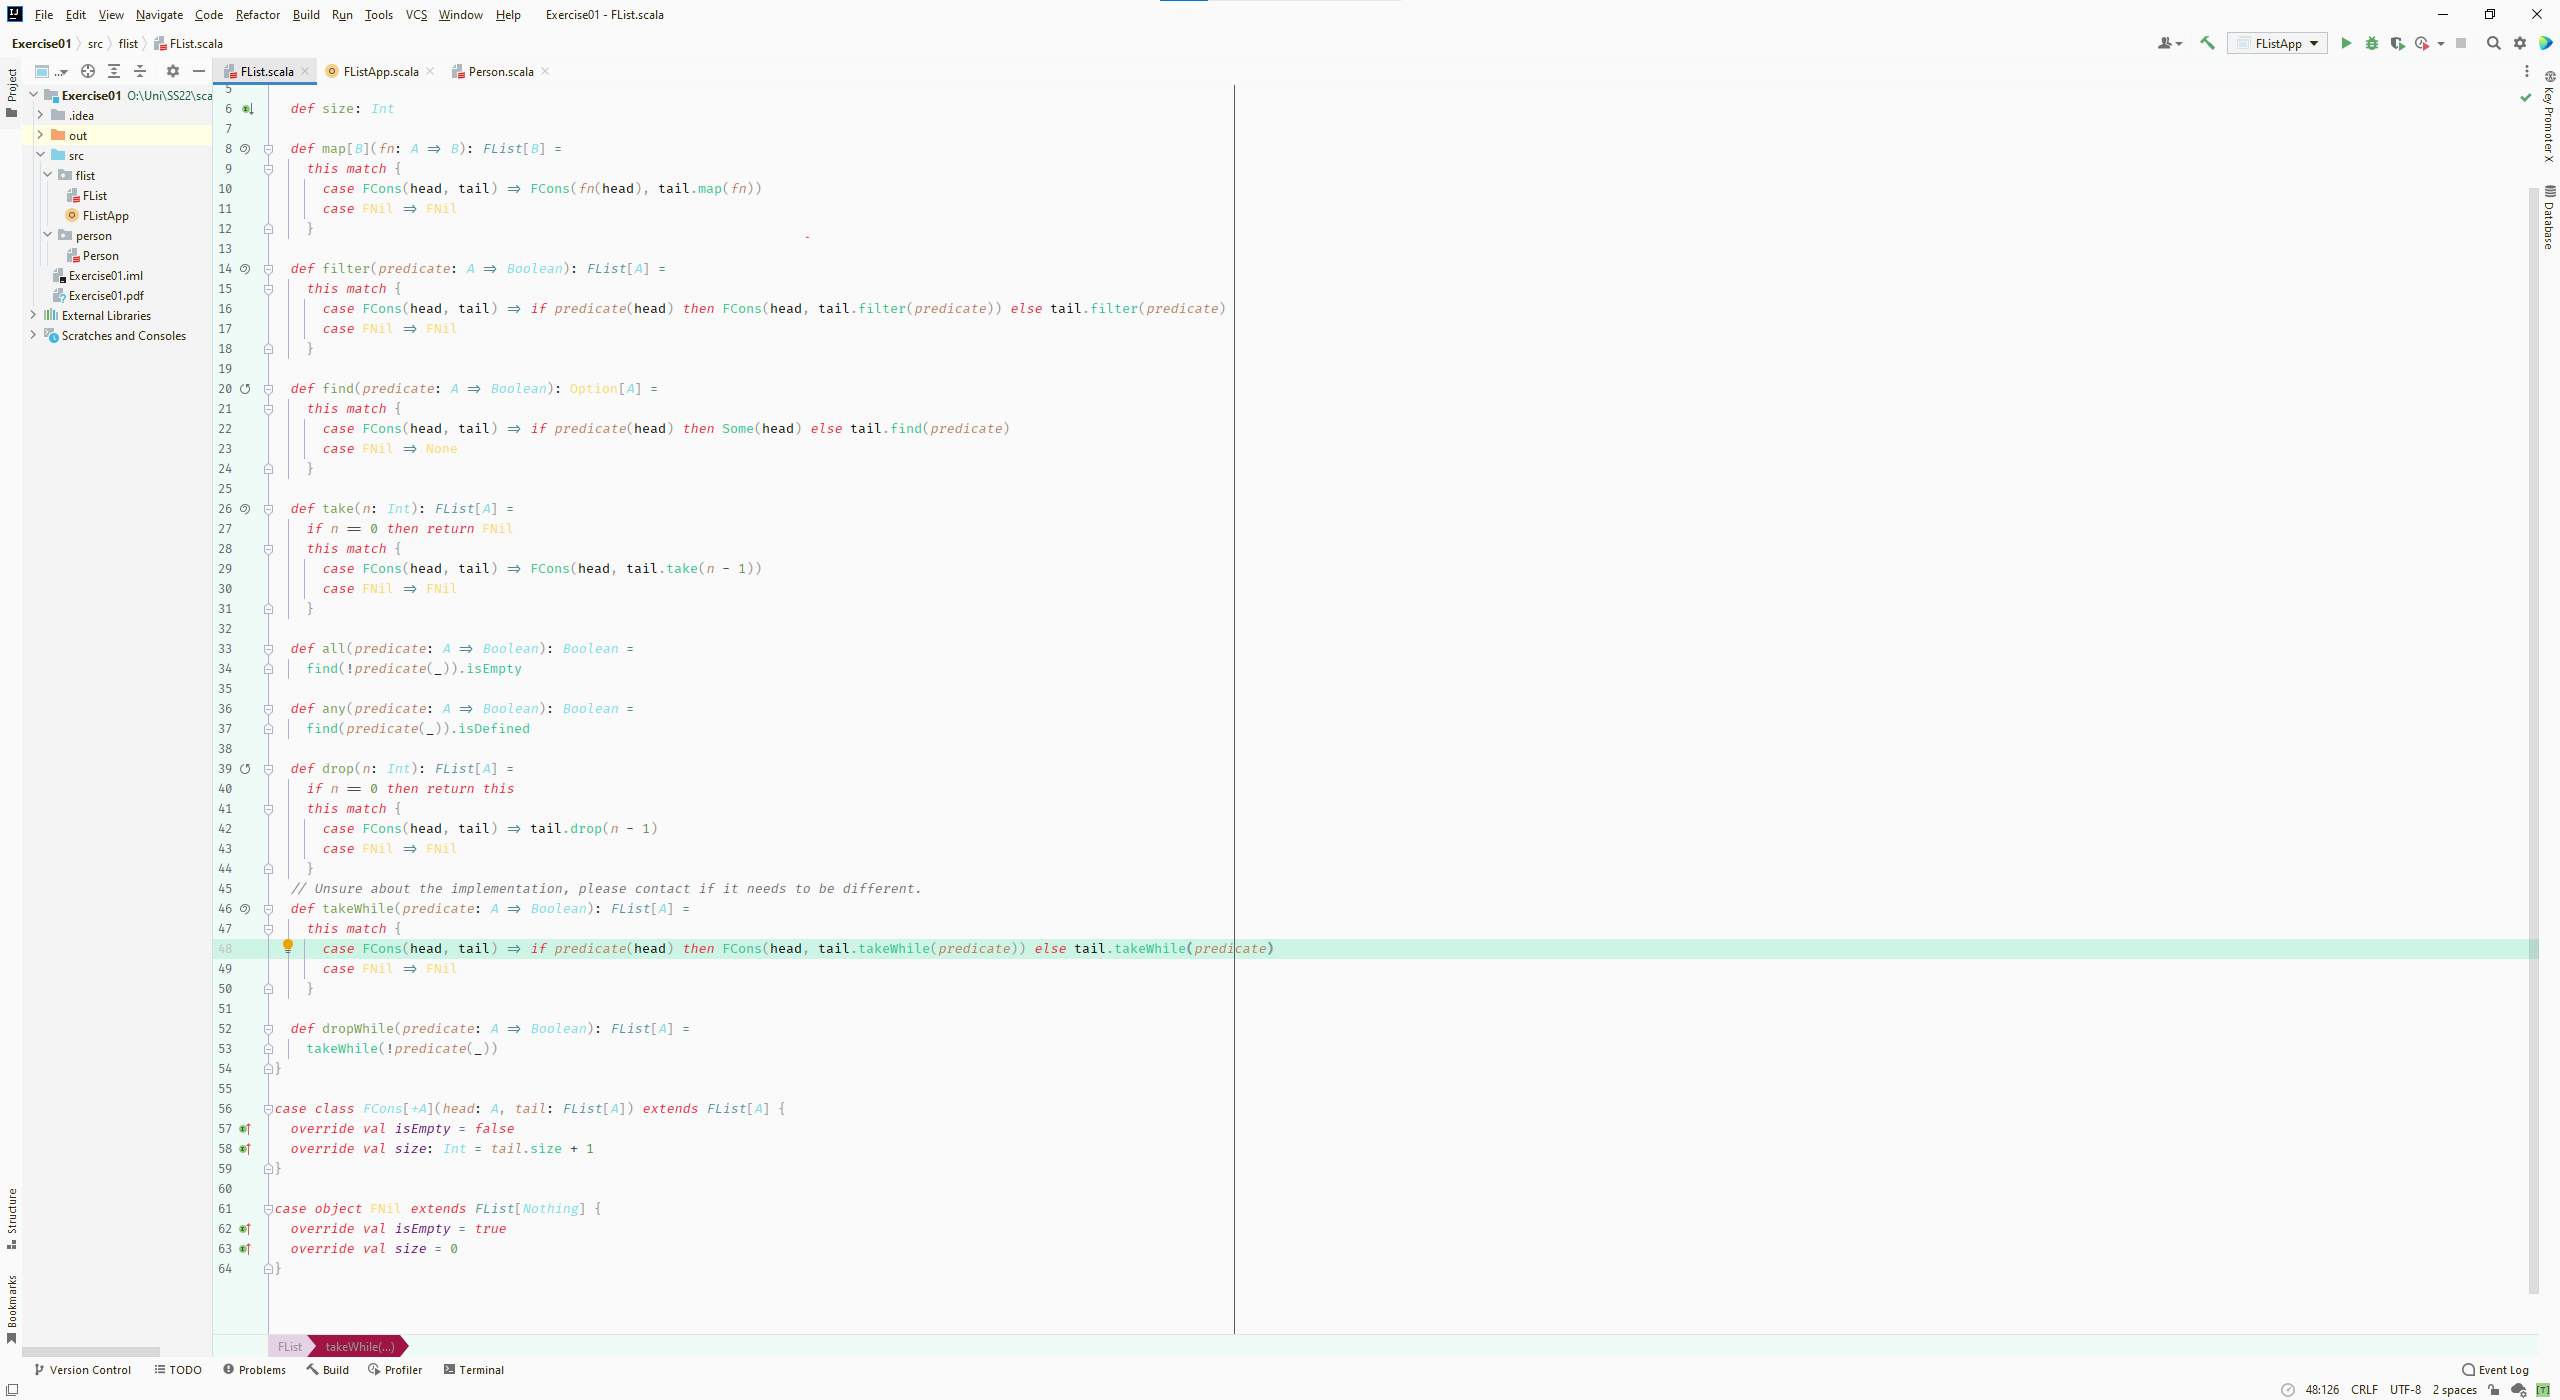 File Edit View Navigate Code Refactor Build Run Tools VCS Window Help Exercise01 - FList.scala
Exercise01 src flist FList.scala
FListApp
FList.scala FListApp.scala Person.scala
Project
Exercise01 O:\Uni\SS22\sca
.idea
out
src
flist
FList
FListApp
person
Person
Exercise01.iml
Exercise01.pdf
External Libraries
Scratches and Consoles
Structure
Bookmarks
5
6 def size: Int
7
8 def map[B](fn: A => B): FList[B] =
9 this match {
10 case FCons(head, tail) => FCons(fn(head), tail.map(fn))
11 case FNil => FNil
12 }
13
14 def filter(predicate: A => Boolean): FList[A] =
15 this match {
16 case FCons(head, tail) => if predicate(head) then FCons(head, tail.filter(predicate)) else tail.filter(predicate)
17 case FNil => FNil
18 }
19
20 def find(predicate: A => Boolean): Option[A] =
21 this match {
22 case FCons(head, tail) => if predicate(head) then Some(head) else tail.find(predicate)
23 case FNil => None
24 }
25
26 def take(n: Int): FList[A] =
27 if n == 0 then return FNil
28 this match {
29 case FCons(head, tail) => FCons(head, tail.take(n - 1))
30 case FNil => FNil
31 }
32
33 def all(predicate: A => Boolean): Boolean =
34 find(!predicate(_)).isEmpty
35
36 def any(predicate: A => Boolean): Boolean =
37 find(predicate(_)).isDefined
38
39 def drop(n: Int): FList[A] =
40 if n == 0 then return this
41 this match {
42 case FCons(head, tail) => tail.drop(n - 1)
43 case FNil => FNil
44 }
45 // Unsure about the implementation, please contact if it needs to be different.
46 def takeWhile(predicate: A => Boolean): FList[A] =
47 this match {
48 case FCons(head, tail) => if predicate(head) then FCons(head, tail.takeWhile(predicate)) else tail.takeWhile(predicate)
49 case FNil => FNil
50 }
51
52 def dropWhile(predicate: A => Boolean): FList[A] =
53 takeWhile(!predicate(_))
54 }
55
56 case class FCons[+A](head: A, tail: FList[A]) extends FList[A] {
57 override val isEmpty = false
58 override val size: Int = tail.size + 1
59 }
60
61 case object FNil extends FList[Nothing] {
62 override val isEmpty = true
63 override val size = 0
64 }
Key Promoter X
Database
FList takeWhile(...)
Version Control TODO Problems Build Profiler Terminal Event Log
48:126 CRLF UTF-8 2 spaces [T]